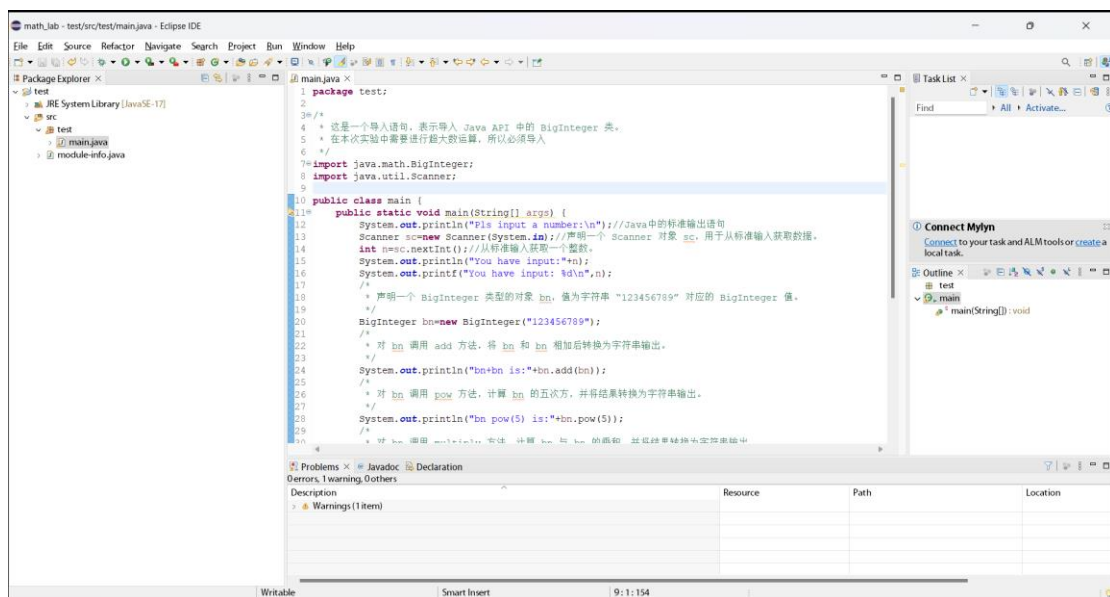 math_lab - test/src/test/main.java - Eclipse IDE
File Edit Source Refactor Navigate Search Project Run Window Help
Package Explorer
test
JRE System Library [JavaSE-17]
src
test
main.java
module-info.java
main.java
1 package test;
2
3 /*
4 * 这是一个导入语句，表示导入 Java API 中的 BigInteger 类。
5 * 在本次实验中需要进行超大数运算，所以必须导入
6 */
7 import java.math.BigInteger;
8 import java.util.Scanner;
9
10 public class main {
11 public static void main(String[] args) {
12 System.out.println("Pls input a number:\n");//Java中的标准输出语句
13 Scanner sc=new Scanner(System.in);//声明一个 Scanner 对象 sc，用于从标准输入获取数据。
14 int n=sc.nextInt();//从标准输入获取一个整数。
15 System.out.println("You have input:"+n);
16 System.out.printf("You have input: %d\n",n);
17 /*
18 * 声明一个 BigInteger 类型的对象 bn，值为字符串 "123456789" 对应的 BigInteger 值。
19 */
20 BigInteger bn=new BigInteger("123456789");
21 /*
22 * 对 bn 调用 add 方法，将 bn 和 bn 相加后转换为字符串输出。
23 */
24 System.out.println("bn+bn is:"+bn.add(bn));
25 /*
26 * 对 bn 调用 pow 方法，计算 bn 的五次方，并将结果转换为字符串输出。
27 */
28 System.out.println("bn pow(5) is:"+bn.pow(5));
29 /*
Task List
Find All Activate...
Connect Mylyn
Connect to your task and ALM tools or create a
local task.
Outline
test
main
main(String[]) : void
Problems Javadoc Declaration
0 errors, 1 warning, 0 others
Description Resource Path Location
Warnings (1 item)
Writable Smart Insert 9 : 1 : 154